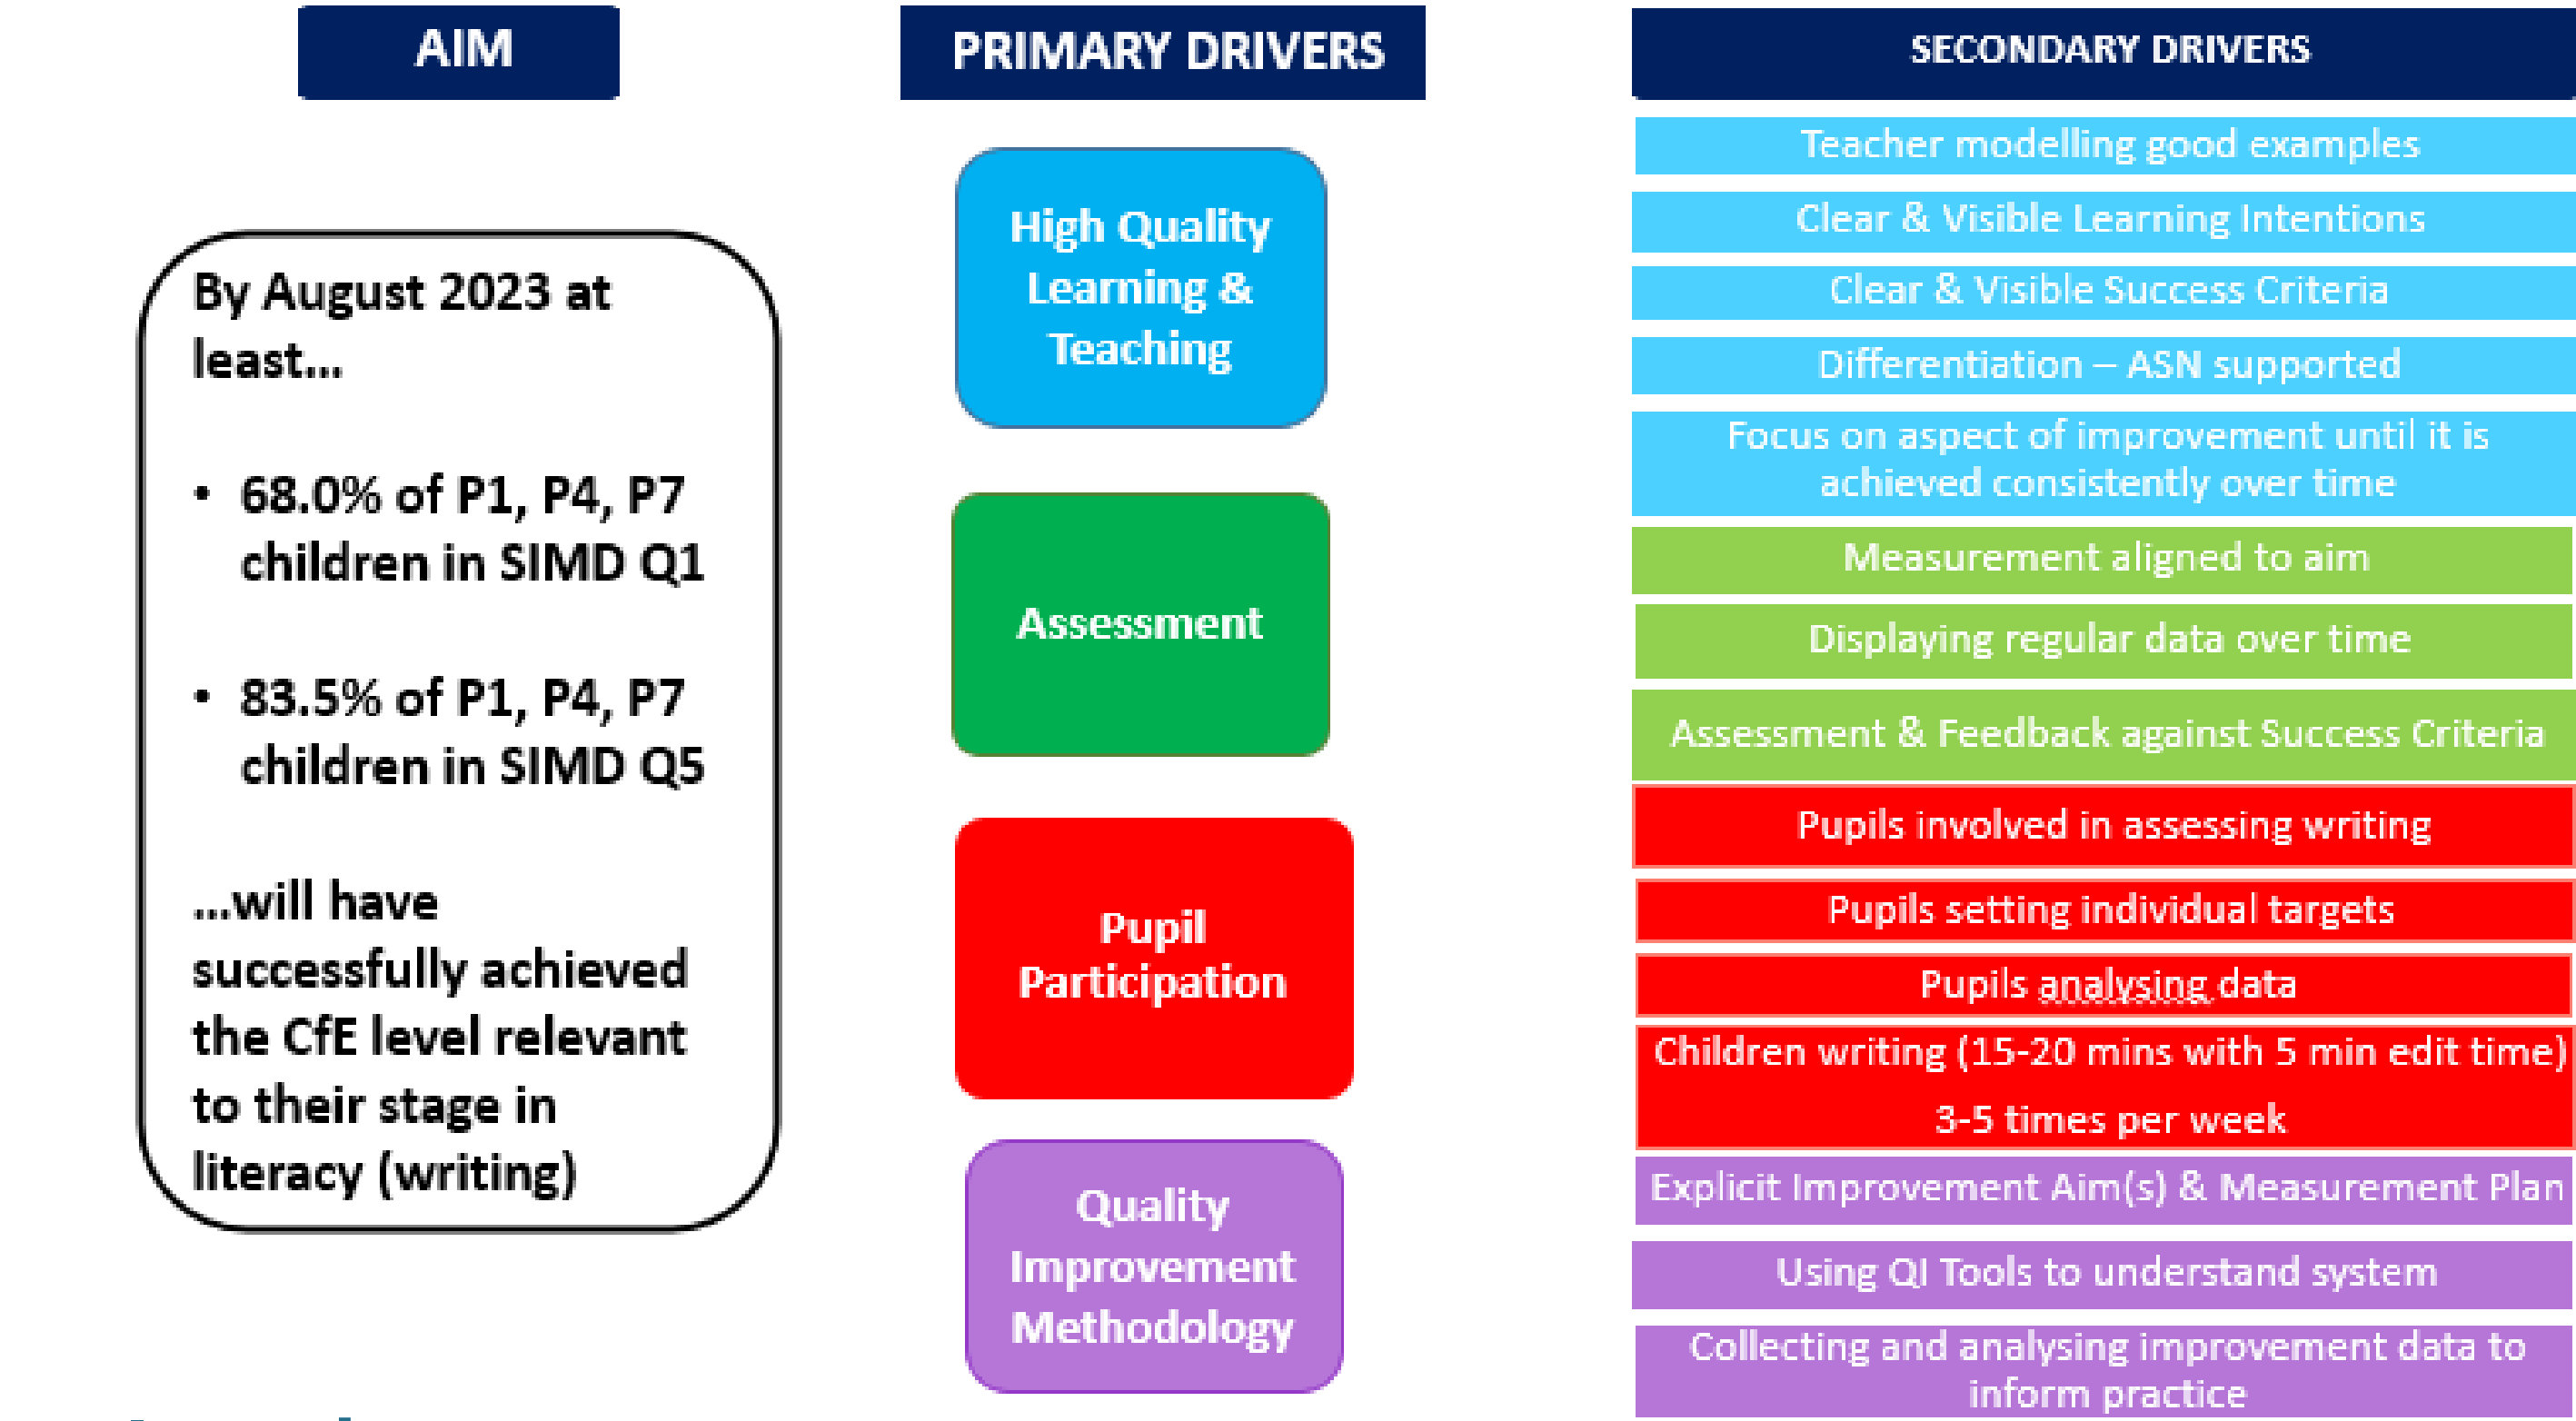 AIM
By August 2023 at
least...
• 68.0% of P1, P4, P7
children in SIMD Q1
• 83.5% of P1, P4, P7
children in SIMD Q5
...will have
successfully achieved
the CfE level relevant
to their stage in
literacy (writing)
PRIMARY DRIVERS
High Quality
Learning &
Teaching
Assessment
Pupil
Participation
Quality
Improvement
Methodology
SECONDARY DRIVERS
Teacher modelling good examples
Clear & Visible Learning Intentions
Clear & Visible Success Criteria
Differentiation – ASN supported
Focus on aspect of improvement until it is
achieved consistently over time
Measurement aligned to aim
Displaying regular data over time
Assessment & Feedback against Success Criteria
Pupils involved in assessing writing
Pupils setting individual targets
Pupils analysing data
Children writing (15-20 mins with 5 min edit time)
3-5 times per week
Explicit Improvement Aim(s) & Measurement Plan
Using QI Tools to understand system
Collecting and analysing improvement data to
inform practice